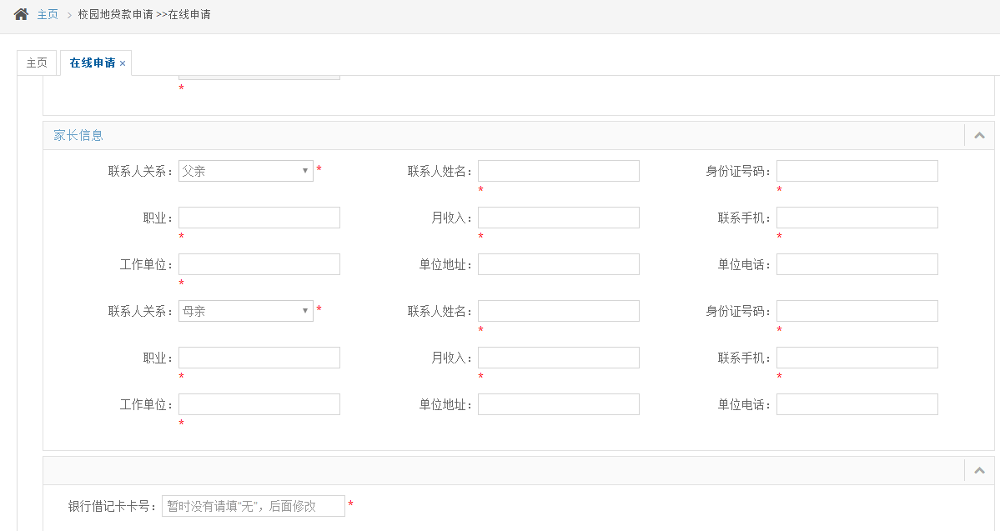 主页 > 校园地贷款申请 >>在线申请
主页 在线申请 ×
*
家长信息
联系人关系： 父亲 * 联系人姓名： 身份证号码：
* *
职业： 月收入： 联系手机：
* * *
工作单位： 单位地址： 单位电话：
*
联系人关系： 母亲 * 联系人姓名： 身份证号码：
* *
职业： 月收入： 联系手机：
* * *
工作单位： 单位地址： 单位电话：
*
银行借记卡卡号： 暂时没有请填“无”，后面修改 *